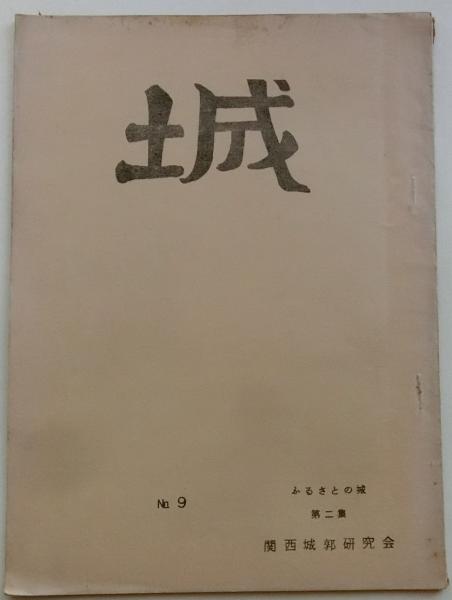 城
No. 9
ふるさとの城
第二集
関西城郭研究会